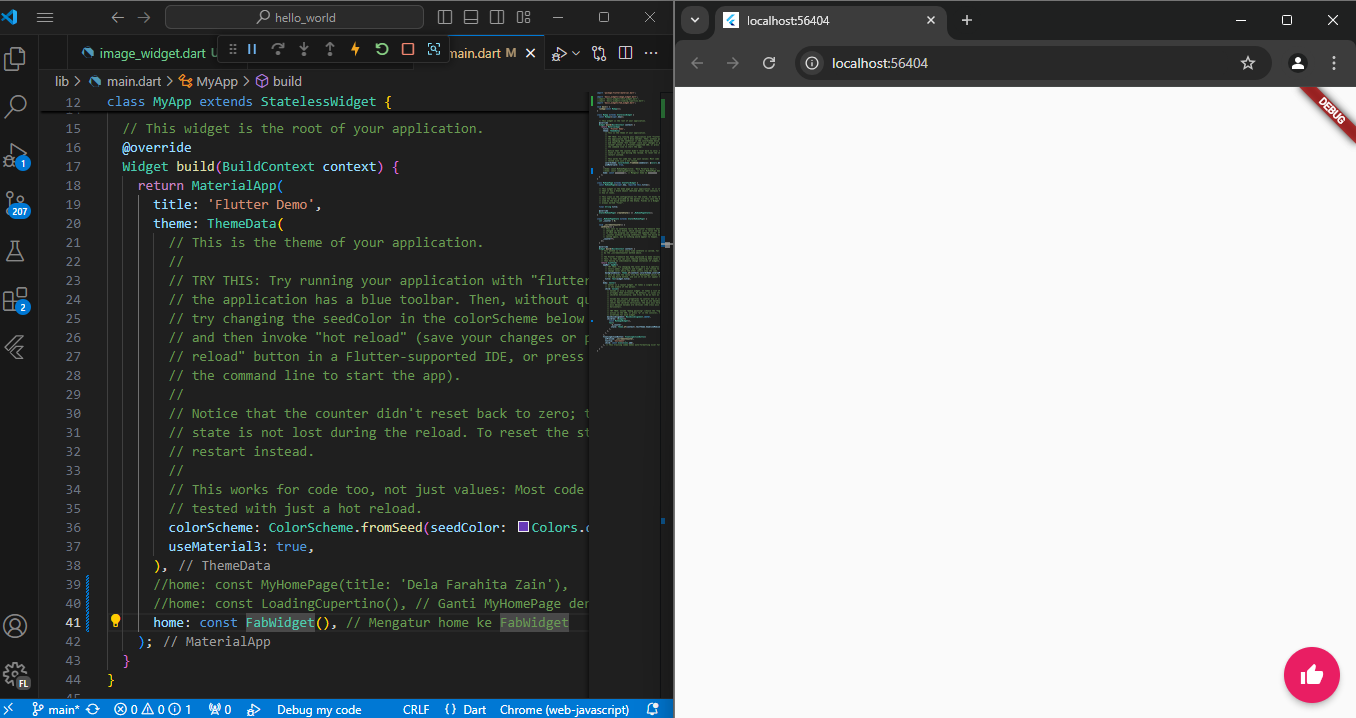 hello_world
image_widget.dart U
main.dart M
lib > main.dart > MyApp > build
12 class MyApp extends StatelessWidget {
15 // This widget is the root of your application.
16 @override
17 Widget build(BuildContext context) {
18 return MaterialApp(
19 title: 'Flutter Demo',
20 theme: ThemeData(
21 // This is the theme of your application.
22 //
23 // TRY THIS: Try running your application with "flutter
24 // the application has a blue toolbar. Then, without qu
25 // try changing the seedColor in the colorScheme below
26 // and then invoke "hot reload" (save your changes or p
27 // reload" button in a Flutter-supported IDE, or press
28 // the command line to start the app).
29 //
30 // Notice that the counter didn't reset back to zero; t
31 // state is not lost during the reload. To reset the st
32 // restart instead.
33 //
34 // This works for code too, not just values: Most code
35 // tested with just a hot reload.
36 colorScheme: ColorScheme.fromSeed(seedColor: Colors.d
37 useMaterial3: true,
38 ), // ThemeData
39 //home: const MyHomePage(title: 'Dela Farahita Zain'),
40 //home: const LoadingCupertino(), // Ganti MyHomePage den
41 home: const FabWidget(), // Mengatur home ke FabWidget
42 ); // MaterialApp
43 }
44 }
1
207
2
FL
main* 0 0 1 0 Debug my code CRLF {} Dart Chrome (web-javascript)
localhost:56404
localhost:56404
DEBUG